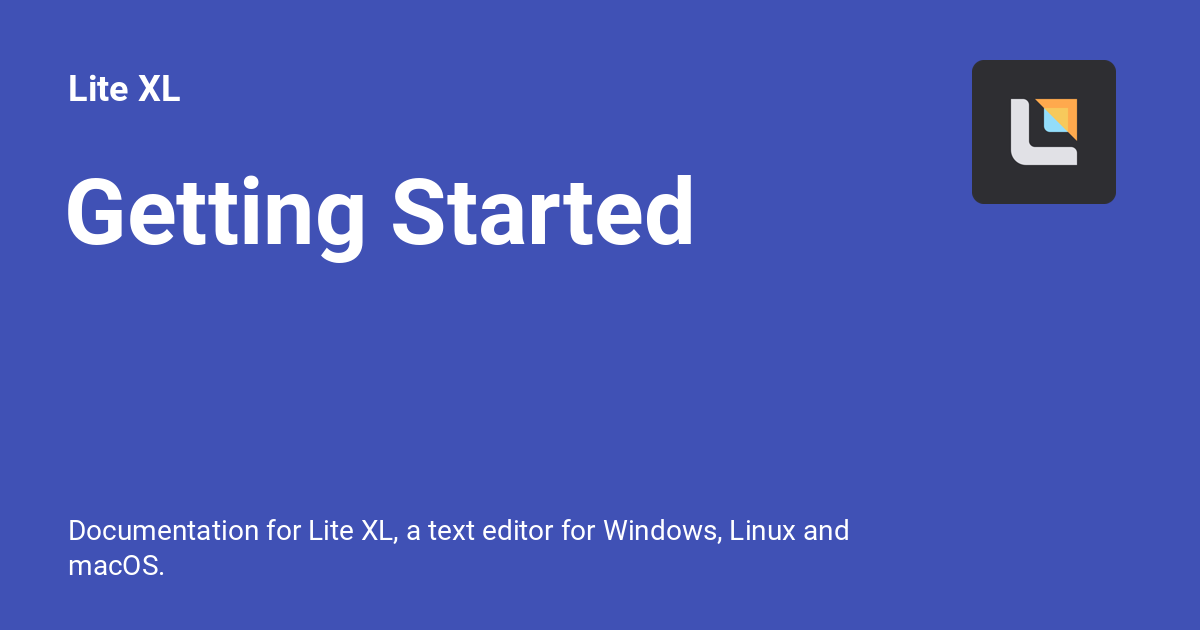 Lite XL
Getting Started
Documentation for Lite XL, a text editor for Windows, Linux and
macOS.